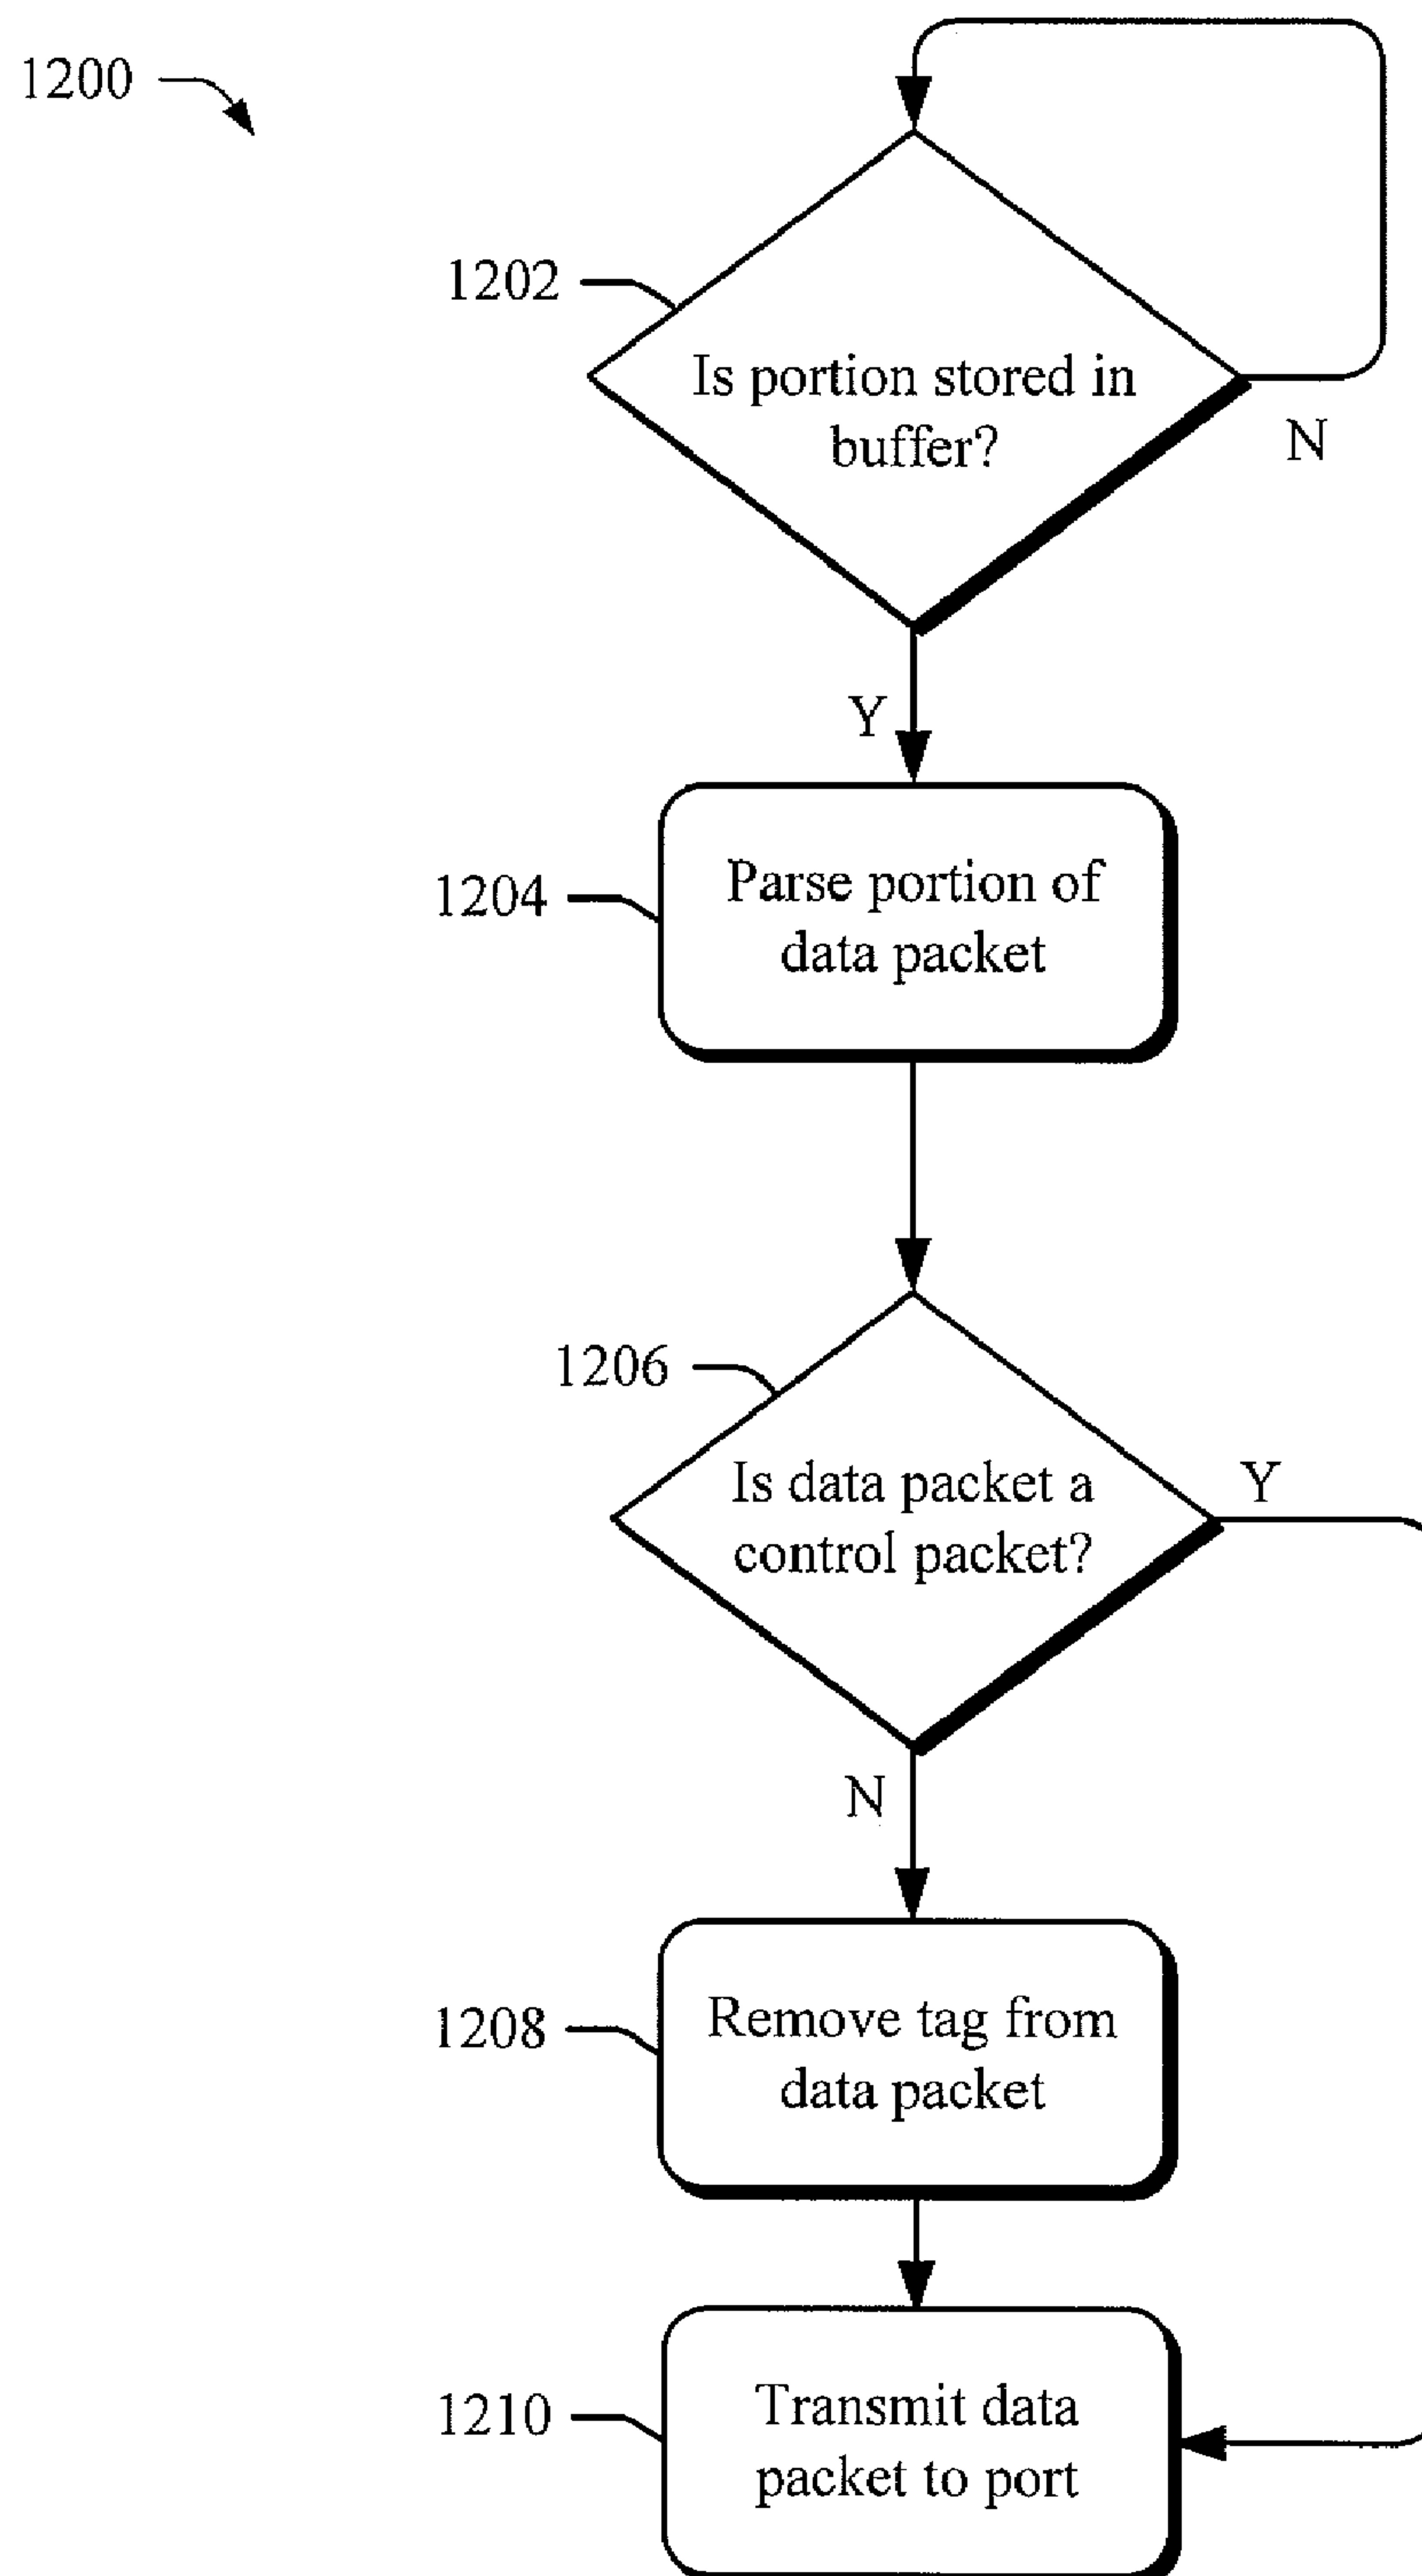 1200
1202
Is portion stored in
buffer?
N
Y
1204
Parse portion of
data packet
1206
Is data packet a
control packet?
Y
N
1208
Remove tag from
data packet
1210
Transmit data
packet to port